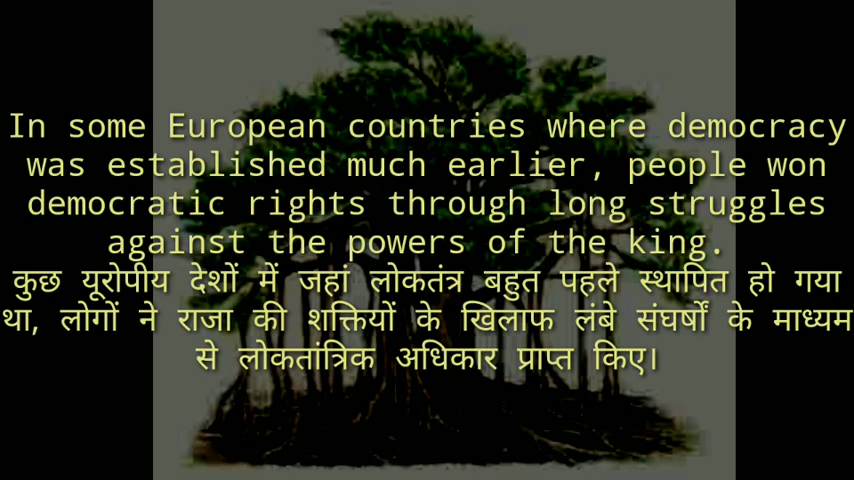 In some European countries where democracy
was established much earlier, people won
democratic rights through long struggles
against the powers of the king.
कुछ यूरोपीय देशों में जहां लोकतंत्र बहुत पहले स्थापित हो गया
था, लोगों ने राजा की शक्तियों के खिलाफ लंबे संघर्षों के माध्यम
से लोकतांत्रिक अधिकार प्राप्त किए।